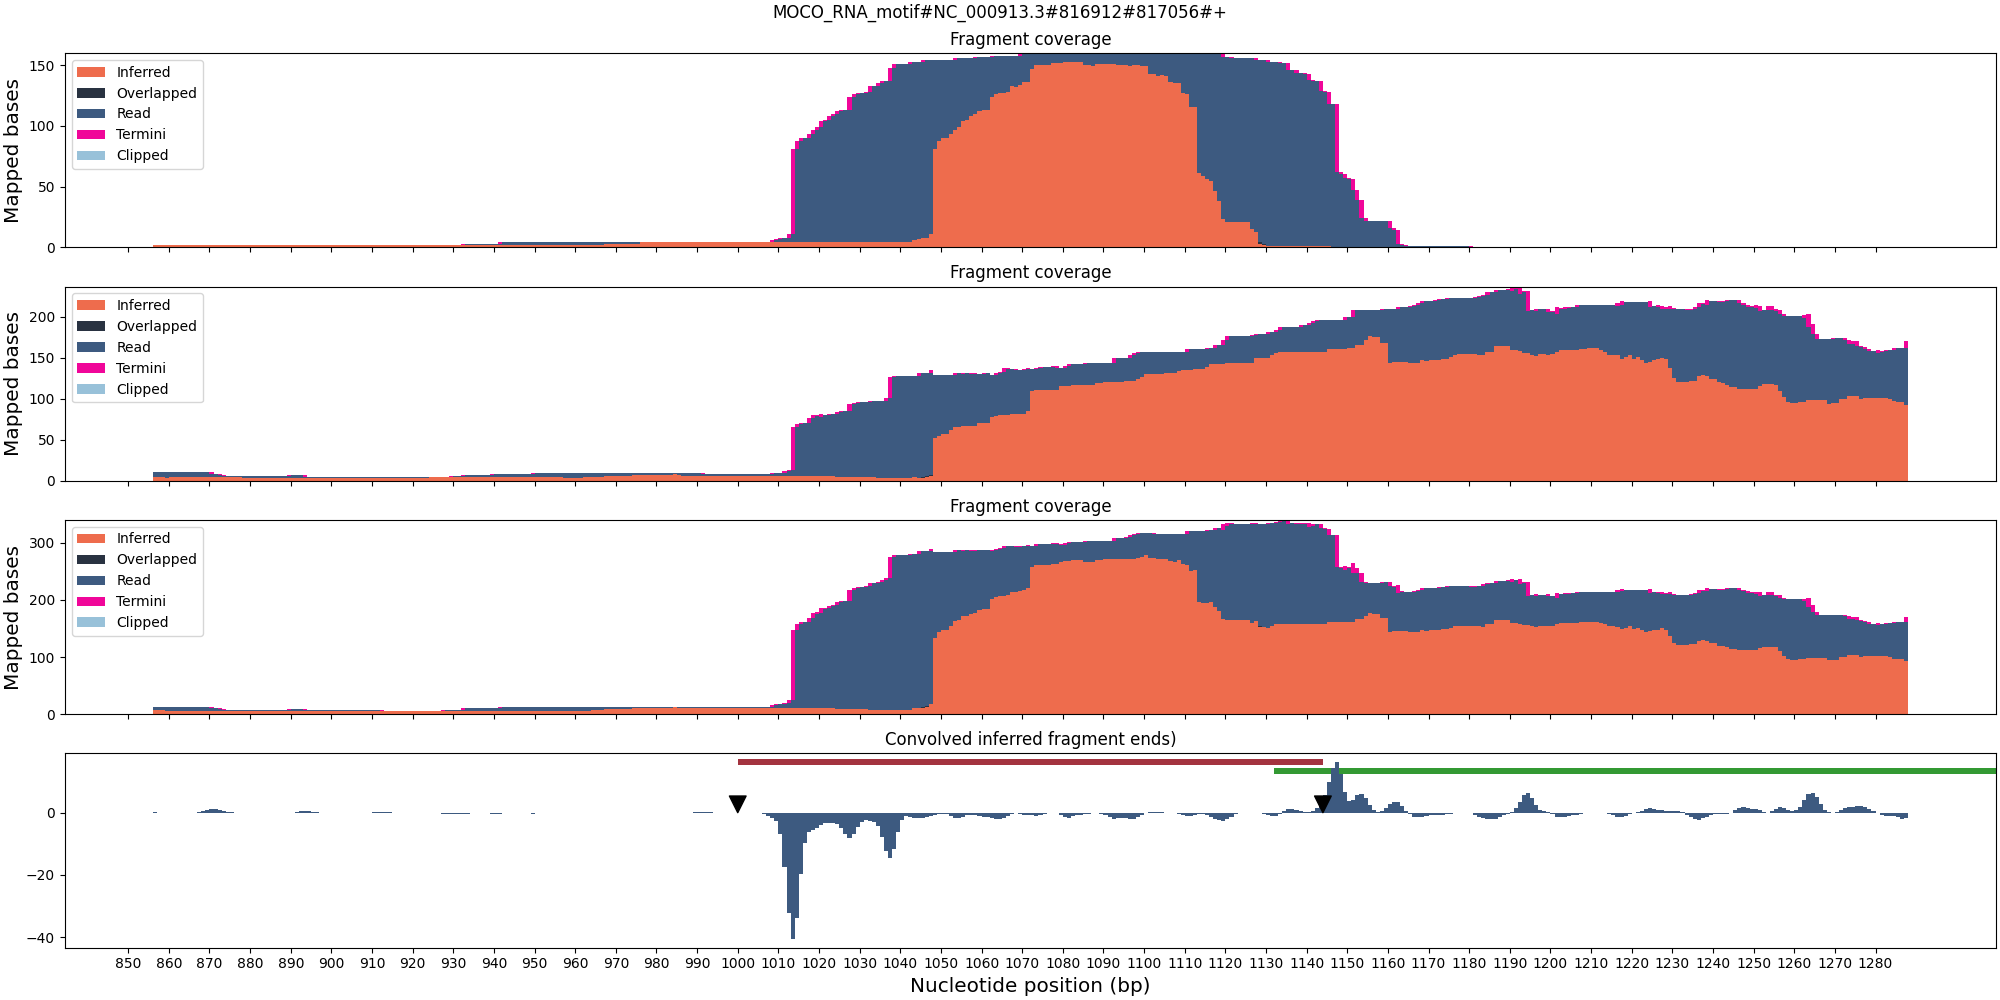 MOCO_RNA_motif#NC_000913.3#816912#817056#+
Fragment coverage
Mapped bases
150
100
50
0
Inferred
Overlapped
Read
Termini
Clipped
Fragment coverage
Mapped bases
200
150
100
50
0
Inferred
Overlapped
Read
Termini
Clipped
Fragment coverage
Mapped bases
300
200
100
0
Inferred
Overlapped
Read
Termini
Clipped
Convolved inferred fragment ends)
0
−20
−40
850 860 870 880 890 900 910 920 930 940 950 960 970 980 990 1000 1010 1020 1030 1040 1050 1060 1070 1080 1090 1100 1110 1120 1130 1140 1150 1160 1170 1180 1190 1200 1210 1220 1230 1240 1250 1260 1270 1280
Nucleotide position (bp)